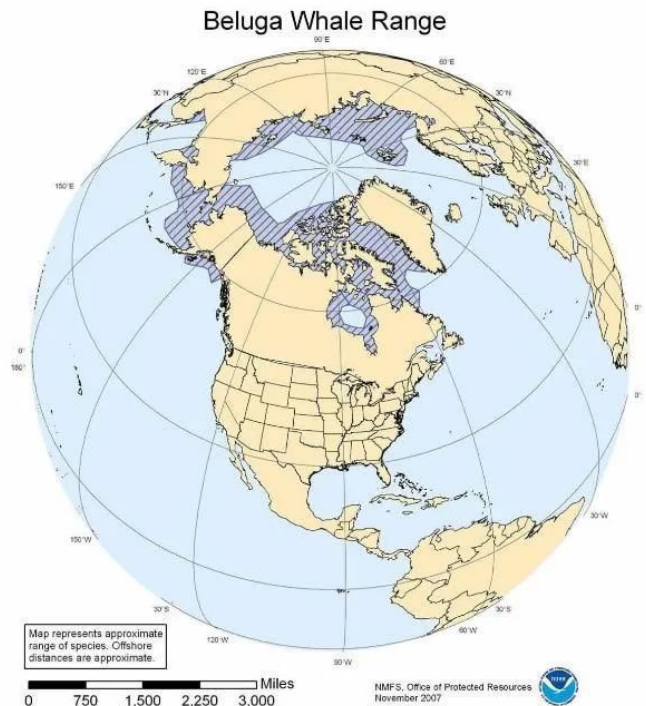 Beluga Whale Range
90°E
120°E
60°E
30°N
30°N
150°E
30°E
0°
0°
180°
0°
150°W
30°W
30°S
30°S
120°W
60°W
90°W
Map represents approximate
range of species. Offshore
distances are approximate.
Miles
0 750 1,500 2,250 3,000
NMFS, Office of Protected Resources
November 2007